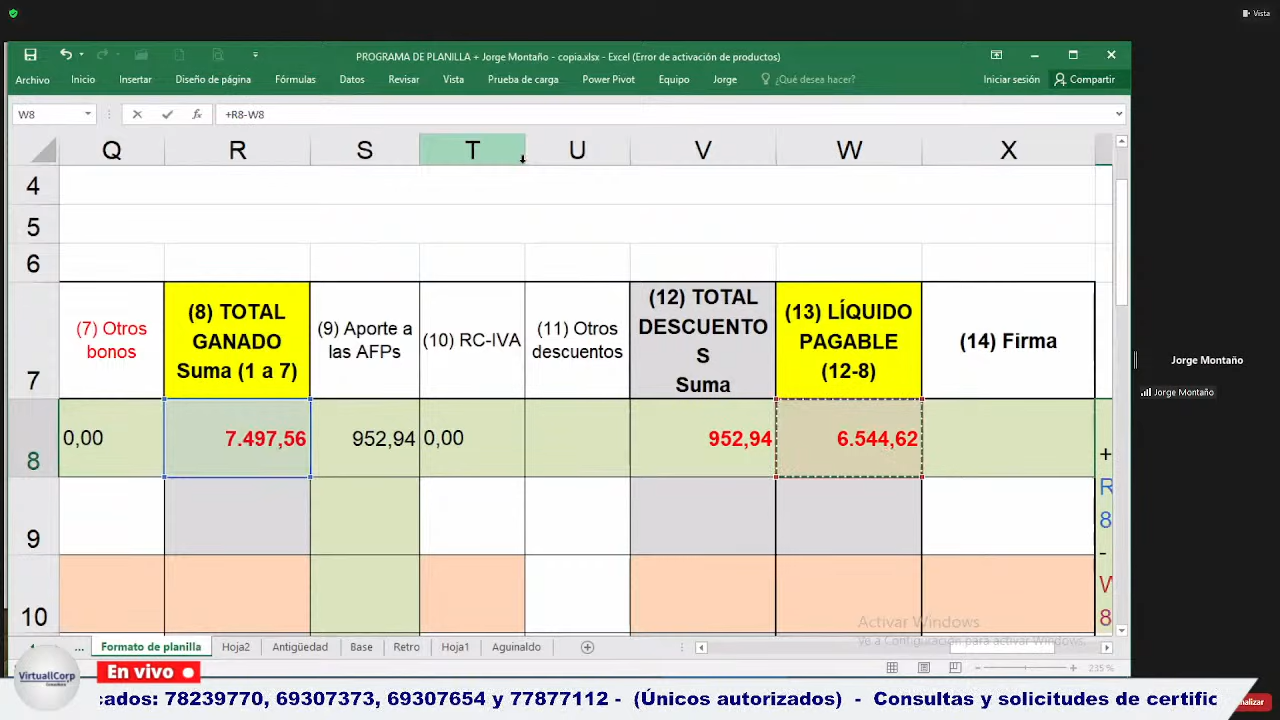 Vista
PROGRAMA DE PLANILLA + Jorge Montaño - copia.xlsx - Excel (Error de activación de productos)
Archivo Inicio Insertar Diseño de página Fórmulas Datos Revisar Vista Prueba de carga Power Pivot Equipo Jorge ¿Qué desea hacer? Iniciar sesión Compartir
W8 fx +R8-W8
Q R S T U V W X
4
5
6
7
(7) Otros
bonos
(8) TOTAL
GANADO
Suma (1 a 7)
(9) Aporte a
las AFPs
(10) RC-IVA
(11) Otros
descuentos
(12) TOTAL
DESCUENTO
S
Suma
(13) LÍQUIDO
PAGABLE
(12-8)
(14) Firma
8 0,00 7.497,56 952,94 0,00 952,94 6.544,62
+
R
8
-
W
8
9
10
Jorge Montaño
Jorge Montaño
Activar Windows
Ve a Configuración para activar Windows.
... Formato de planilla Hoja2 Antigüedad Base Retro Hoja1 Aguinaldo
235 %
VirtuallCorp
En vivo
cados: 78239770, 69307373, 69307654 y 77877112 - (Únicos autorizados) - Consultas y solicitudes de certific